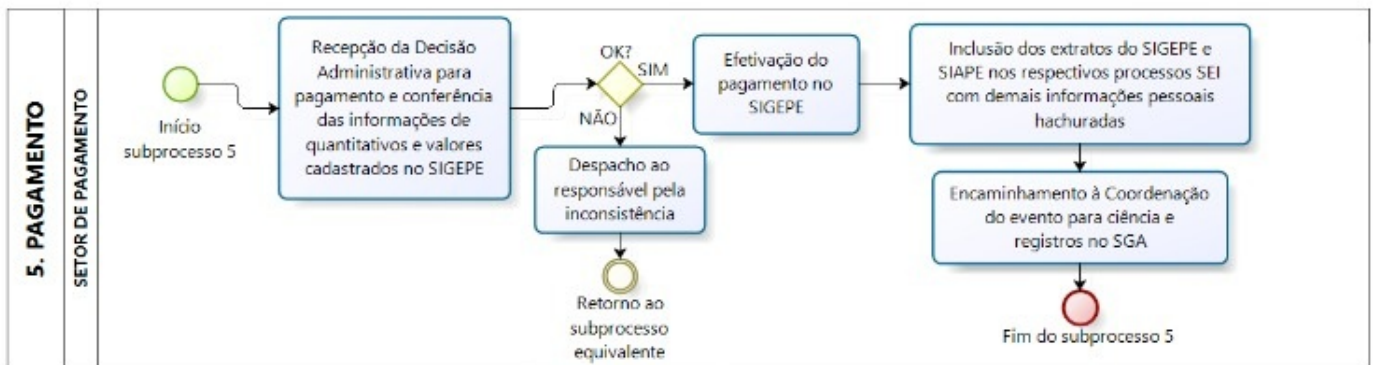 5. PAGAMENTO
SETOR DE PAGAMENTO
Início
subprocesso 5
Recepção da Decisão
Administrativa para
pagamento e conferência
das informações de
quantitativos e valores
cadastrados no SIGEPE
OK?
SIM
NÃO
Despacho ao
responsável pela
inconsistência
Retorno ao
subprocesso
equivalente
Efetivação do
pagamento no
SIGEPE
Inclusão dos extratos do SIGEPE e
SIAPE nos respectivos processos SEI
com demais informações pessoais
hachuradas
Encaminhamento à Coordenação
do evento para ciência e
registros no SGA
Fim do subprocesso 5